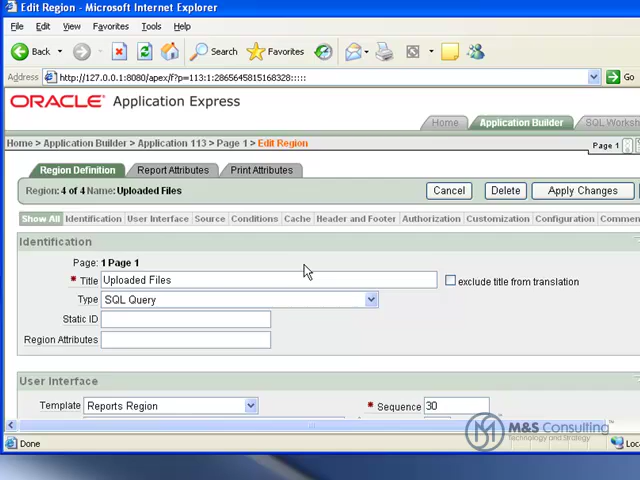 Edit Region - Microsoft Internet Explorer
File Edit View Favorites Tools Help
Back Search Favorites
Address http://127.0.0.1:8080/apex/f?p=113:1:2865645815168328::::: Go
ORACLE Application Express
Home Application Builder SQL Worksh
Home > Application Builder > Application 113 > Page 1 > Edit Region Page 1
Region Definition Report Attributes Print Attributes
Region: 4 of 4 Name: Uploaded Files Cancel Delete Apply Changes
Show All Identification User Interface Source Conditions Cache Header and Footer Authorization Customization Configuration Commen
Identification
Page: 1 Page 1
* Title Uploaded Files exclude title from translation
Type SQL Query
Static ID
Region Attributes
User Interface
Template Reports Region * Sequence 30
M&S Consulting™
Technology and Strategy
Done Loc